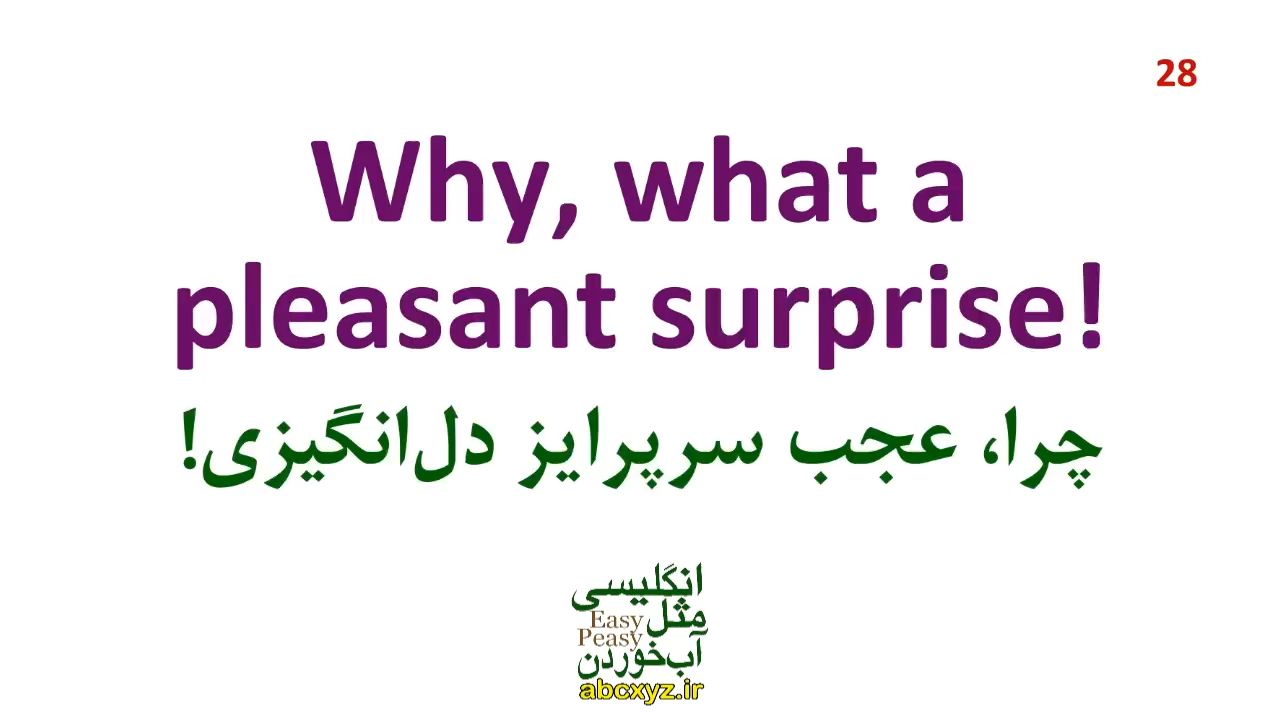 28
Why, what a
pleasant surprise!
چرا، عجب سرپرایز دل‌انگیزی!
انگلیسی
مثل
Easy
Peasy
آب‌خوردن
abcxyz.ir